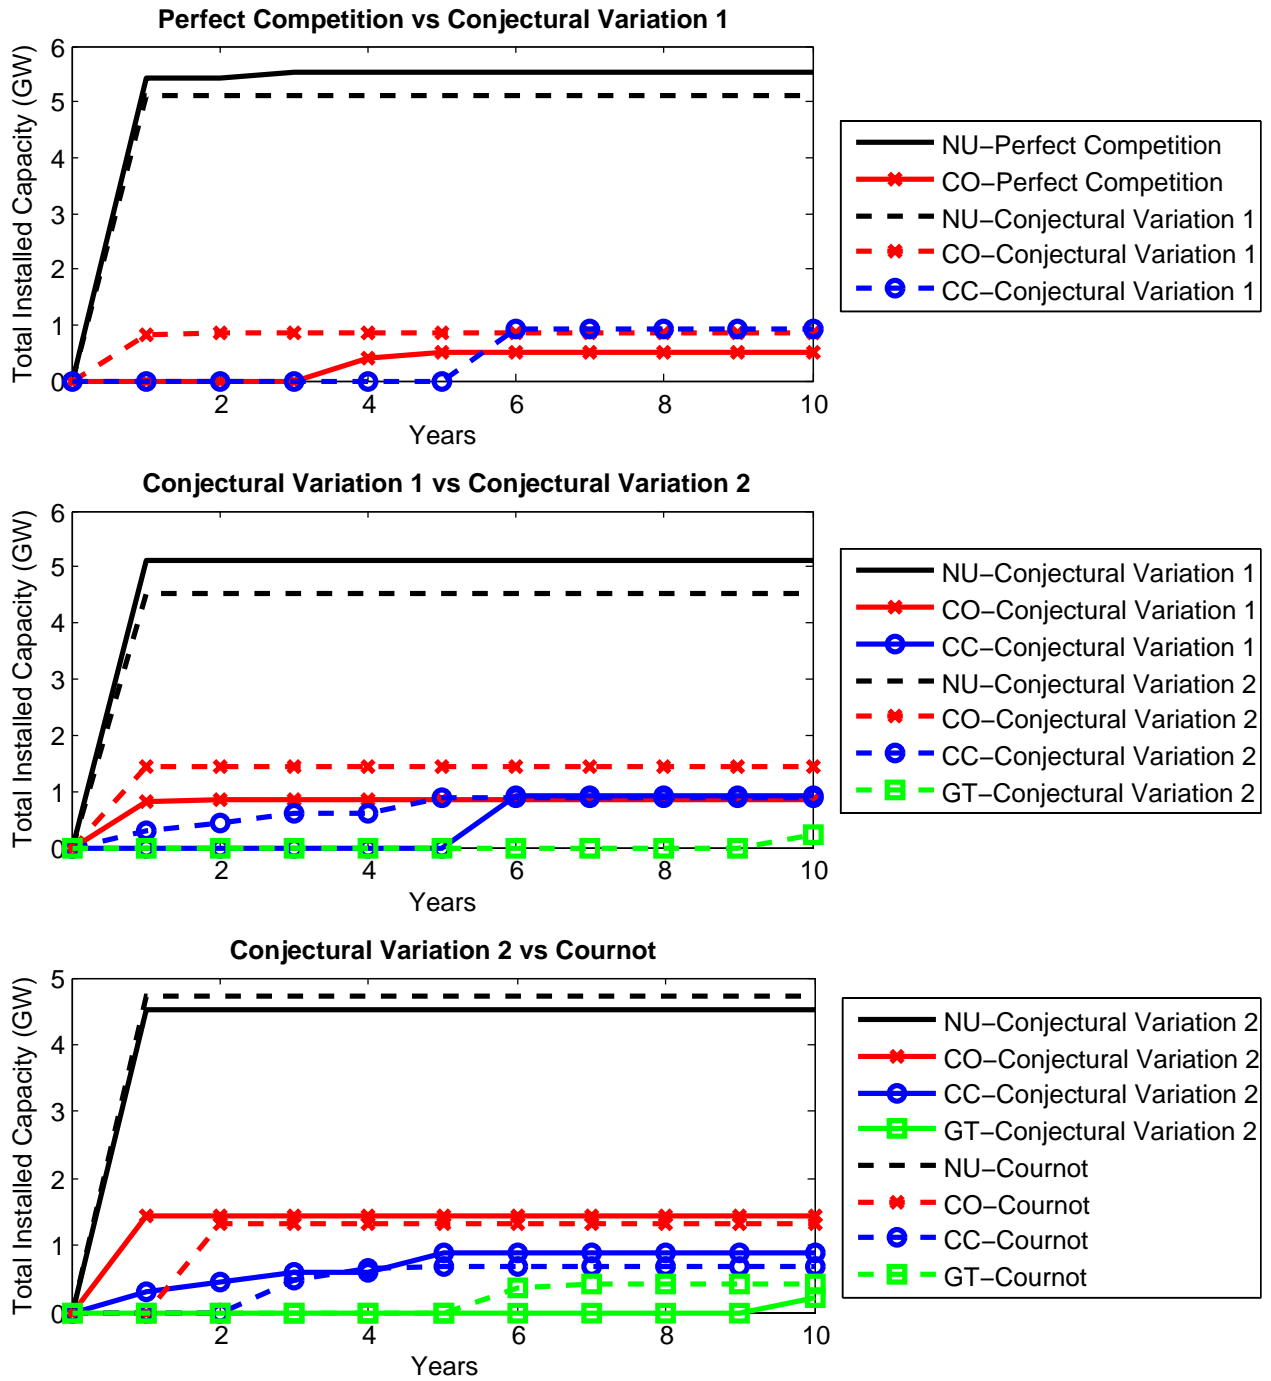 Perfect Competition vs Conjectural Variation 1
Total Installed Capacity (GW)
6
5
4
3
2
1
0
2
4
6
8
10
Years
NU–Perfect Competition
CO–Perfect Competition
NU–Conjectural Variation 1
CO–Conjectural Variation 1
CC–Conjectural Variation 1
Conjectural Variation 1 vs Conjectural Variation 2
Total Installed Capacity (GW)
6
5
4
3
2
1
0
2
4
6
8
10
Years
NU–Conjectural Variation 1
CO–Conjectural Variation 1
CC–Conjectural Variation 1
NU–Conjectural Variation 2
CO–Conjectural Variation 2
CC–Conjectural Variation 2
GT–Conjectural Variation 2
Conjectural Variation 2 vs Cournot
Total Installed Capacity (GW)
5
4
3
2
1
0
2
4
6
8
10
Years
NU–Conjectural Variation 2
CO–Conjectural Variation 2
CC–Conjectural Variation 2
GT–Conjectural Variation 2
NU–Cournot
CO–Cournot
CC–Cournot
GT–Cournot